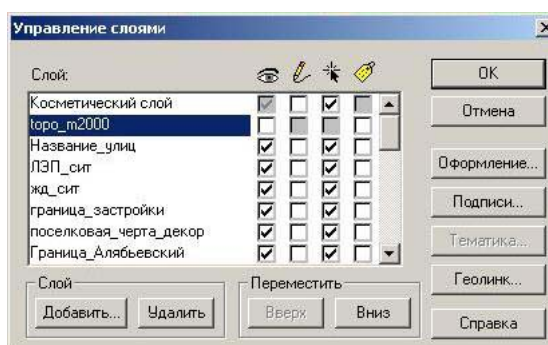 Управление слоями
Слой:
OK
Косметический слой
Отмена
topo_m2000
Название_улиц
ЛЭП_сит
Оформление...
жд_сит
граница_застройки
Подписи...
поселковая_черта_декор
Тематика...
Граница_Алябьевский
Слой
Переместить
Геолинк...
Добавить...
Удалить
Вверх
Вниз
Справка